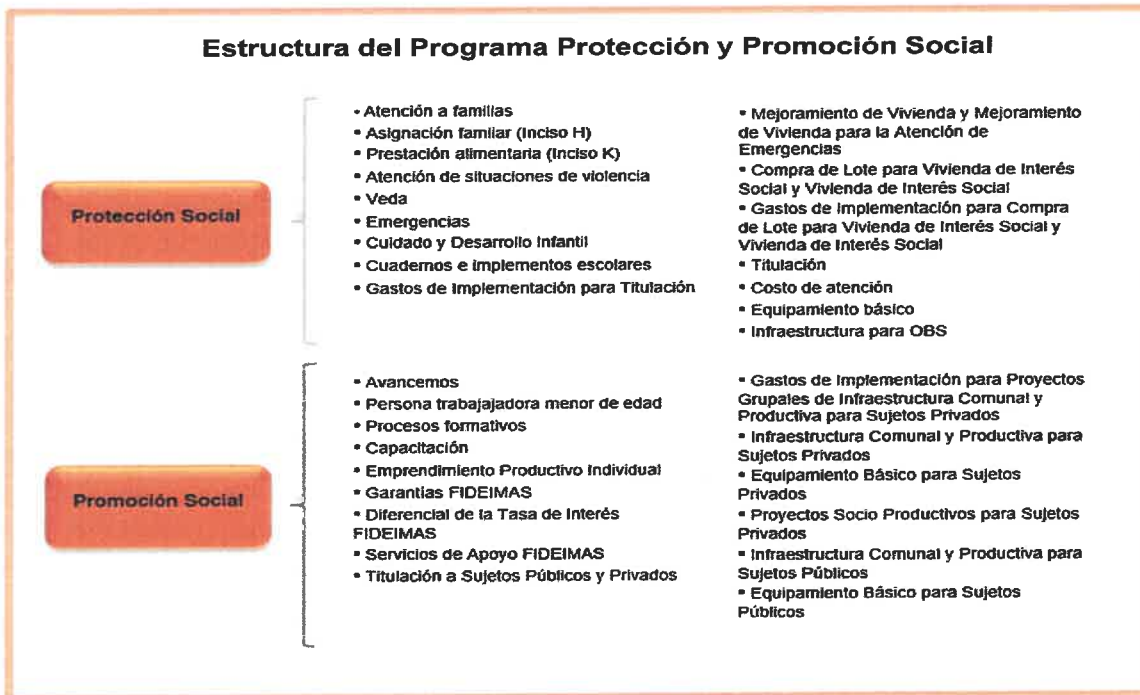 Estructura del Programa Protección y Promoción Social
Protección Social
▪ Atención a familias
▪ Asignación familiar (Inciso H)
▪ Prestación alimentaria (Inciso K)
▪ Atención de situaciones de violencia
▪ Veda
▪ Emergencias
▪ Cuidado y Desarrollo Infantil
▪ Cuadernos e implementos escolares
▪ Gastos de Implementación para Titulación
▪ Mejoramiento de Vivienda y Mejoramiento
de Vivienda para la Atención de
Emergencias
▪ Compra de Lote para Vivienda de Interés
Social y Vivienda de Interés Social
▪ Gastos de Implementación para Compra
de Lote para Vivienda de Interés Social y
Vivienda de Interés Social
▪ Titulación
▪ Costo de atención
▪ Equipamiento básico
▪ Infraestructura para OBS
Promoción Social
▪ Avancemos
▪ Persona trabajajadora menor de edad
▪ Procesos formativos
▪ Capacitación
▪ Emprendimiento Productivo Individual
▪ Garantías FIDEIMAS
▪ Diferencial de la Tasa de Interés
FIDEIMAS
▪ Servicios de Apoyo FIDEIMAS
▪ Titulación a Sujetos Públicos y Privados
▪ Gastos de Implementación para Proyectos
Grupales de Infraestructura Comunal y
Productiva para Sujetos Privados
▪ Infraestructura Comunal y Productiva para
Sujetos Privados
▪ Equipamiento Básico para Sujetos
Privados
▪ Proyectos Socio Productivos para Sujetos
Privados
▪ Infraestructura Comunal y Productiva para
Sujetos Públicos
▪ Equipamiento Básico para Sujetos
Públicos